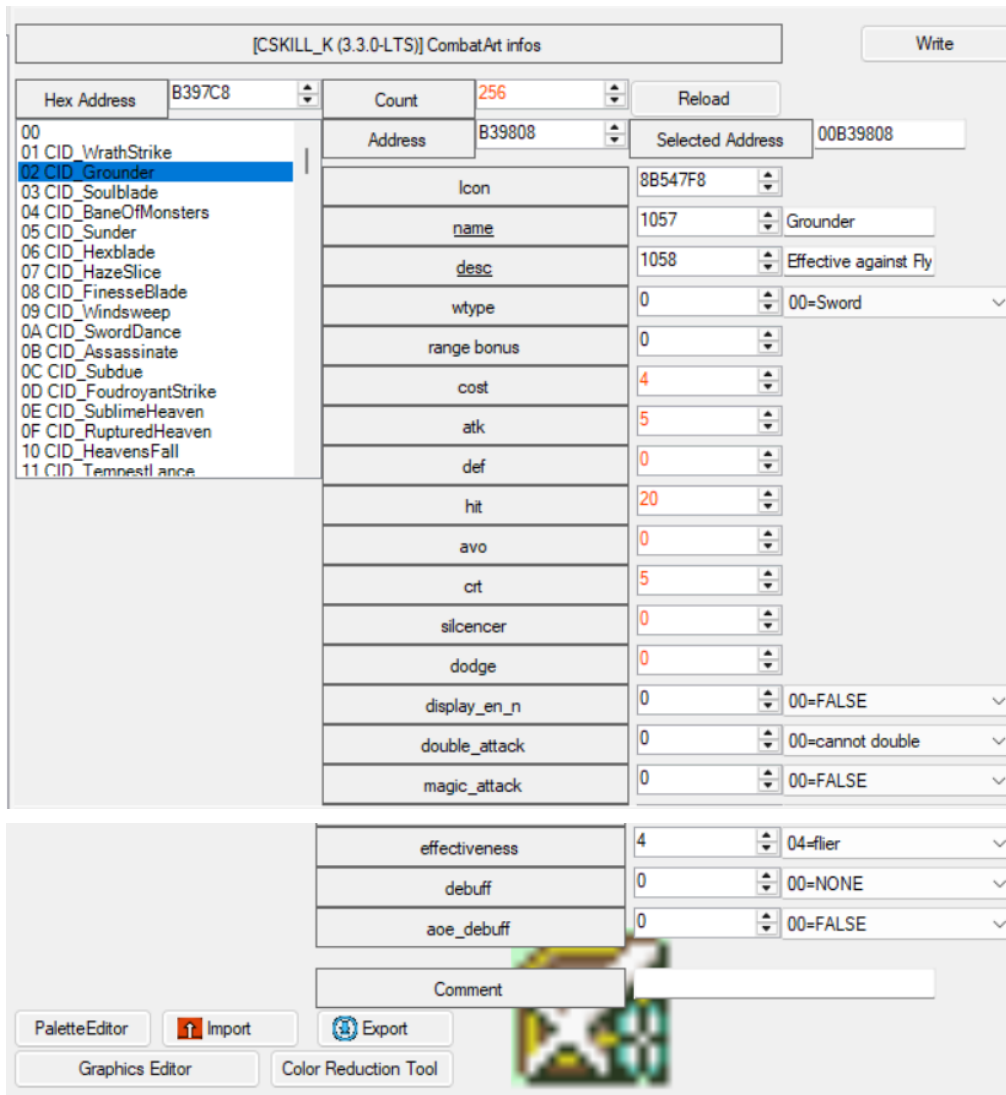 [CSKILL_K (3.3.0-LTS)] CombatArt infos Write
Hex Address B397C8 Count 256 Reload
Address B39808 Selected Address 00B39808
00
01 CID_WrathStrike
02 CID_Grounder
03 CID_Soulblade
04 CID_BaneOfMonsters
05 CID_Sunder
06 CID_Hexblade
07 CID_HazeSlice
08 CID_FinesseBlade
09 CID_Windsweep
0A CID_SwordDance
0B CID_Assassinate
0C CID_Subdue
0D CID_FoudroyantStrike
0E CID_SublimeHeaven
0F CID_RupturedHeaven
10 CID_HeavensFall
11 CID_TempestLance
Icon 8B547F8
name 1057 Grounder
desc 1058 Effective against Fly
wtype 0 00=Sword
range bonus 0
cost 4
atk 5
def 0
hit 20
avo 0
crt 5
silcencer 0
dodge 0
display_en_n 0 00=FALSE
double_attack 0 00=cannot double
magic_attack 0 00=FALSE
effectiveness 4 04=flier
debuff 0 00=NONE
aoe_debuff 0 00=FALSE
Comment
PaletteEditor Import Export
Graphics Editor Color Reduction Tool